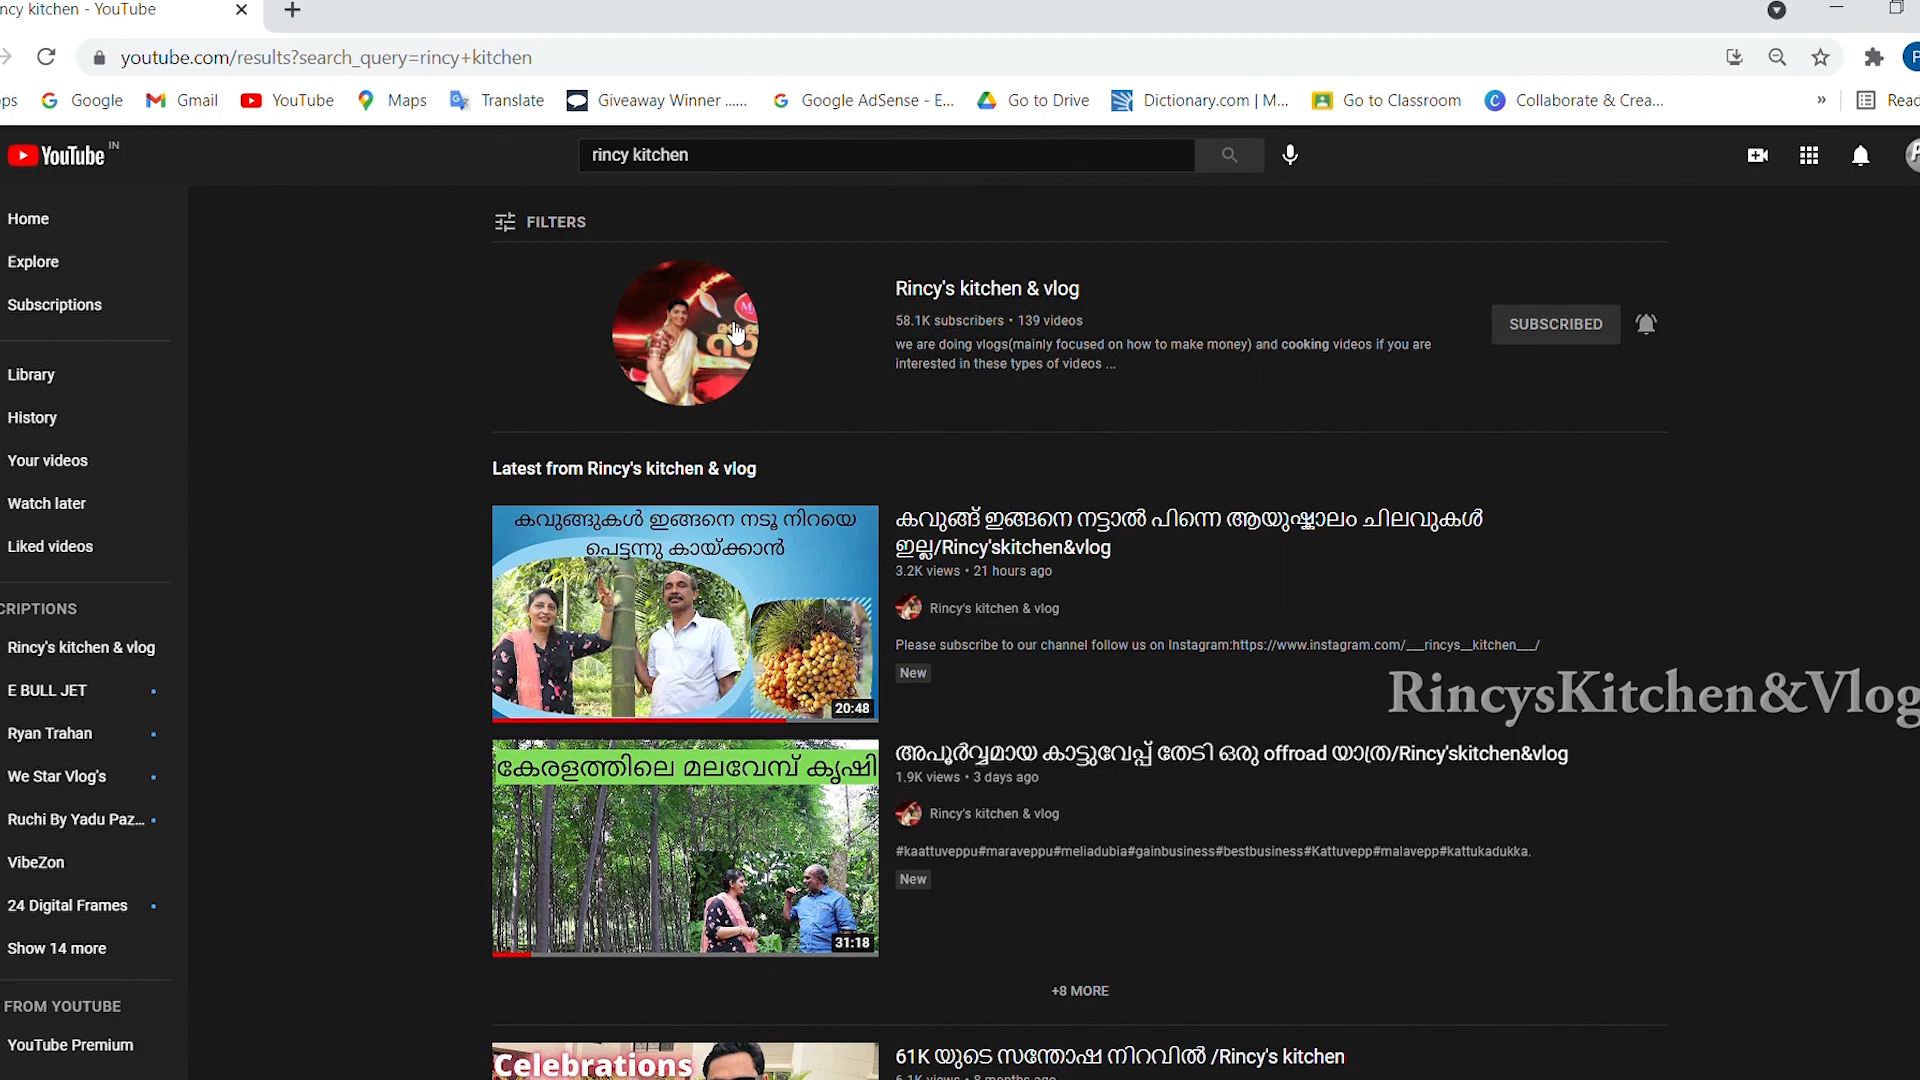 ncy kitchen - YouTube
youtube.com/results?search_query=rincy+kitchen
ps Google Gmail YouTube Maps Translate Giveaway Winner ...... Google AdSense - E... Go to Drive Dictionary.com | M... Go to Classroom Collaborate & Crea... » Read
YouTube IN
rincy kitchen
Home
Explore
Subscriptions
Library
History
Your videos
Watch later
Liked videos
CRIPTIONS
Rincy's kitchen & vlog
E BULL JET
Ryan Trahan
We Star Vlog's
Ruchi By Yadu Paz...
VibeZon
24 Digital Frames
Show 14 more
FROM YOUTUBE
YouTube Premium
FILTERS
Rincy's kitchen & vlog
58.1K subscribers • 139 videos
we are doing vlogs(mainly focused on how to make money) and cooking videos if you are
interested in these types of videos ...
SUBSCRIBED
Latest from Rincy's kitchen & vlog
കവുങ്ങുകൾ ഇങ്ങനെ നടൂ നിറയെ
പെട്ടന്നു കായ്ക്കാൻ
20:48
കവുങ്ങ് ഇങ്ങനെ നട്ടാൽ പിന്നെ ആയുഷ്കാലം ചിലവുകൾ
ഇല്ല/Rincy'skitchen&vlog
3.2K views • 21 hours ago
Rincy's kitchen & vlog
Please subscribe to our channel follow us on Instagram:https://www.instagram.com/___rincys__kitchen___/
New
RincysKitchen&Vlog
കേരളത്തിലെ മലവേമ്പ് കൃഷി
31:18
അപൂർവ്വമായ കാട്ടുവേപ്പ് തേടി ഒരു offroad യാത്ര/Rincy'skitchen&vlog
1.9K views • 3 days ago
Rincy's kitchen & vlog
#kaattuveppu#maraveppu#meliadubia#gainbusiness#bestbusiness#Kattuvepp#malavepp#kattukadukka.
New
+8 MORE
Celebrations
61K യുടെ സന്തോഷ നിറവിൽ /Rincy's kitchen
6.1K views • 8 months ago